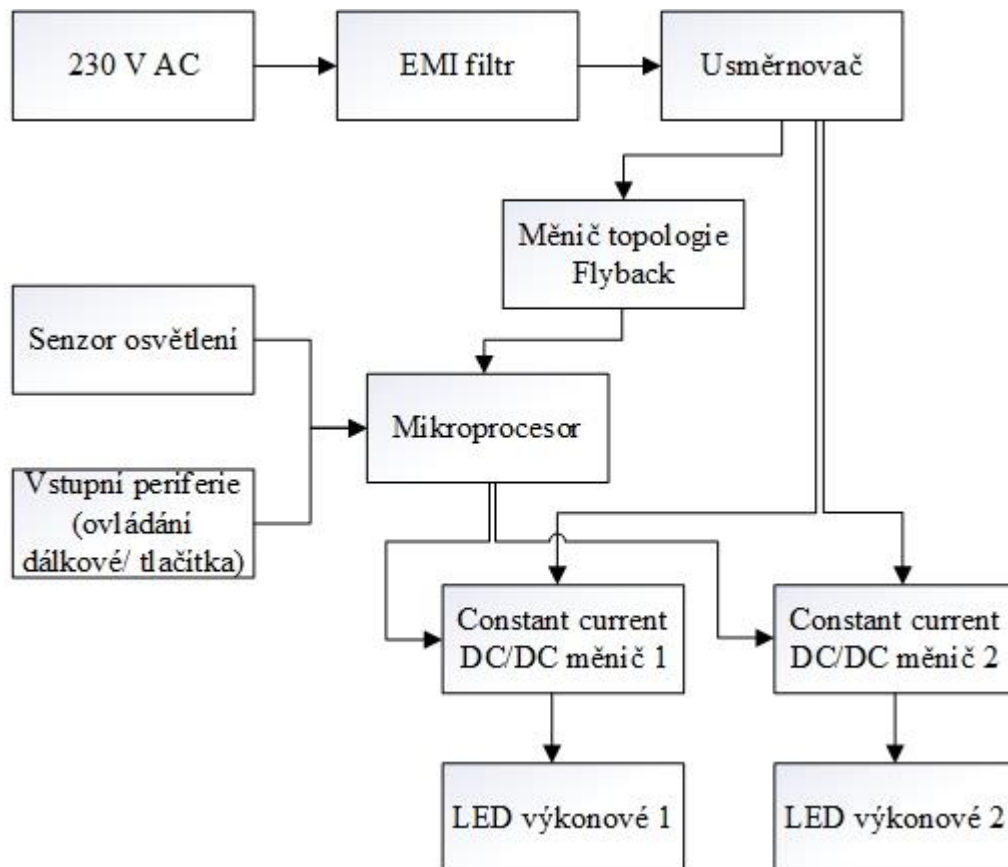 230 V AC
EMI filtr
Usměrnovač
Měnič topologie
Flyback
Senzor osvětlení
Mikroprocesor
Vstupní periferie
(ovládání
dálkové/ tlačítka)
Constant current
DC/DC měnič 1
Constant current
DC/DC měnič 2
LED výkonové 1
LED výkonové 2